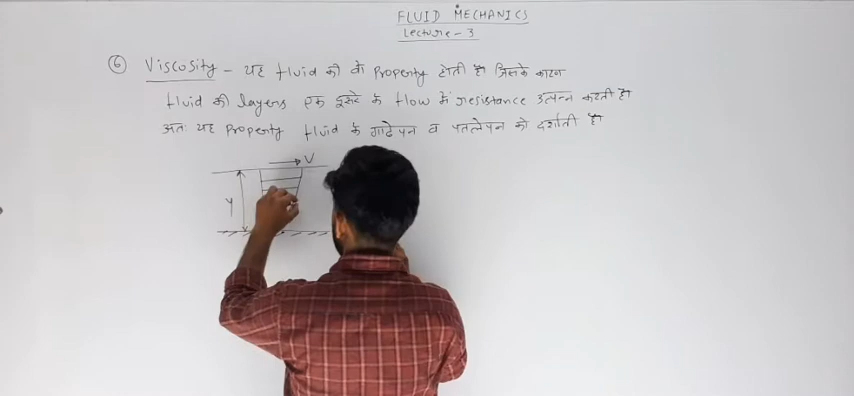 FLUID MECHANICS
Lecture - 3
⑥ Viscosity - यह fluid की वो Property होती है। जिसके कारन
fluid की layers एक दूसरे के flow में resistance उत्पन्न करती है।
अतः यह Property fluid के गाढेपन व पतलेपन को दर्शाती है।
V
y